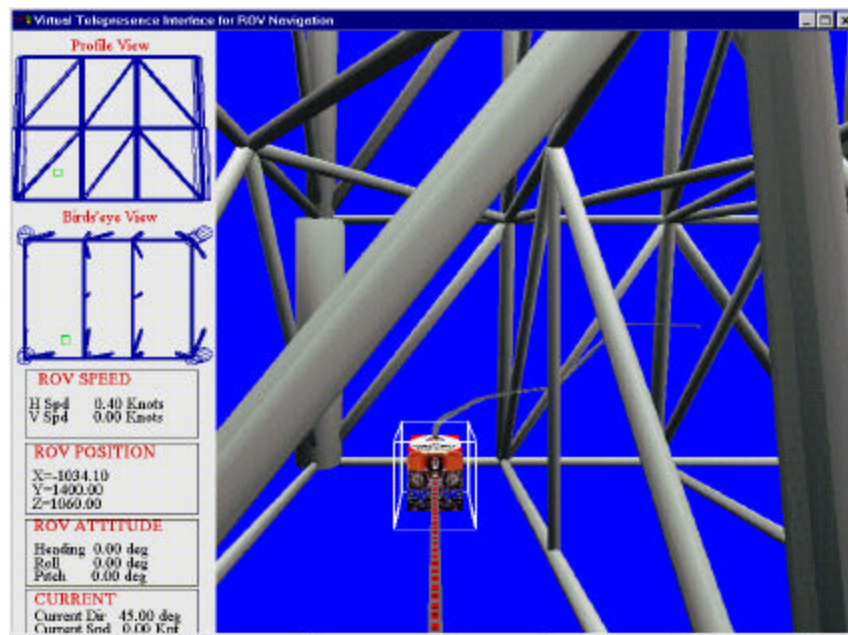 Virtual Telepresence Interface for ROV Navigation
Profile View
Birds'eye View
ROV SPEED
H Spd 0.40 Knots
V Spd 0.00 Knots
ROV POSITION
X=-1034.10
Y=1400.00
Z=1060.00
ROV ATTITUDE
Heading 0.00 deg
Roll 0.00 deg
Pitch 0.00 deg
CURRENT
Current Dir 45.00 deg
Current Spd 0.00 Knt